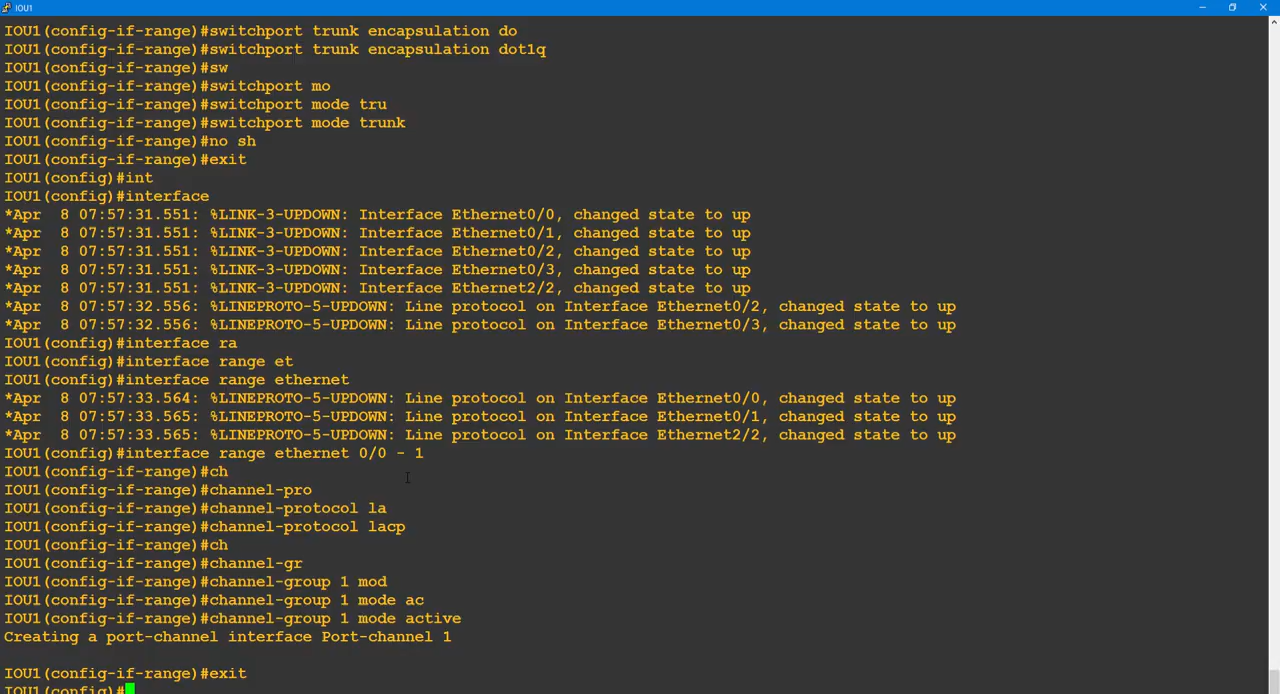 IOU1
IOU1(config-if-range)#switchport trunk encapsulation do
IOU1(config-if-range)#switchport trunk encapsulation dot1q
IOU1(config-if-range)#sw
IOU1(config-if-range)#switchport mo
IOU1(config-if-range)#switchport mode tru
IOU1(config-if-range)#switchport mode trunk
IOU1(config-if-range)#no sh
IOU1(config-if-range)#exit
IOU1(config)#int
IOU1(config)#interface
*Apr  8 07:57:31.551: %LINK-3-UPDOWN: Interface Ethernet0/0, changed state to up
*Apr  8 07:57:31.551: %LINK-3-UPDOWN: Interface Ethernet0/1, changed state to up
*Apr  8 07:57:31.551: %LINK-3-UPDOWN: Interface Ethernet0/2, changed state to up
*Apr  8 07:57:31.551: %LINK-3-UPDOWN: Interface Ethernet0/3, changed state to up
*Apr  8 07:57:31.551: %LINK-3-UPDOWN: Interface Ethernet2/2, changed state to up
*Apr  8 07:57:32.556: %LINEPROTO-5-UPDOWN: Line protocol on Interface Ethernet0/2, changed state to up
*Apr  8 07:57:32.556: %LINEPROTO-5-UPDOWN: Line protocol on Interface Ethernet0/3, changed state to up
IOU1(config)#interface ra
IOU1(config)#interface range et
IOU1(config)#interface range ethernet
*Apr  8 07:57:33.564: %LINEPROTO-5-UPDOWN: Line protocol on Interface Ethernet0/0, changed state to up
*Apr  8 07:57:33.565: %LINEPROTO-5-UPDOWN: Line protocol on Interface Ethernet0/1, changed state to up
*Apr  8 07:57:33.565: %LINEPROTO-5-UPDOWN: Line protocol on Interface Ethernet2/2, changed state to up
IOU1(config)#interface range ethernet 0/0 - 1
IOU1(config-if-range)#ch
IOU1(config-if-range)#channel-pro
IOU1(config-if-range)#channel-protocol la
IOU1(config-if-range)#channel-protocol lacp
IOU1(config-if-range)#ch
IOU1(config-if-range)#channel-gr
IOU1(config-if-range)#channel-group 1 mod
IOU1(config-if-range)#channel-group 1 mode ac
IOU1(config-if-range)#channel-group 1 mode active
Creating a port-channel interface Port-channel 1
IOU1(config-if-range)#exit
IOU1(config)#